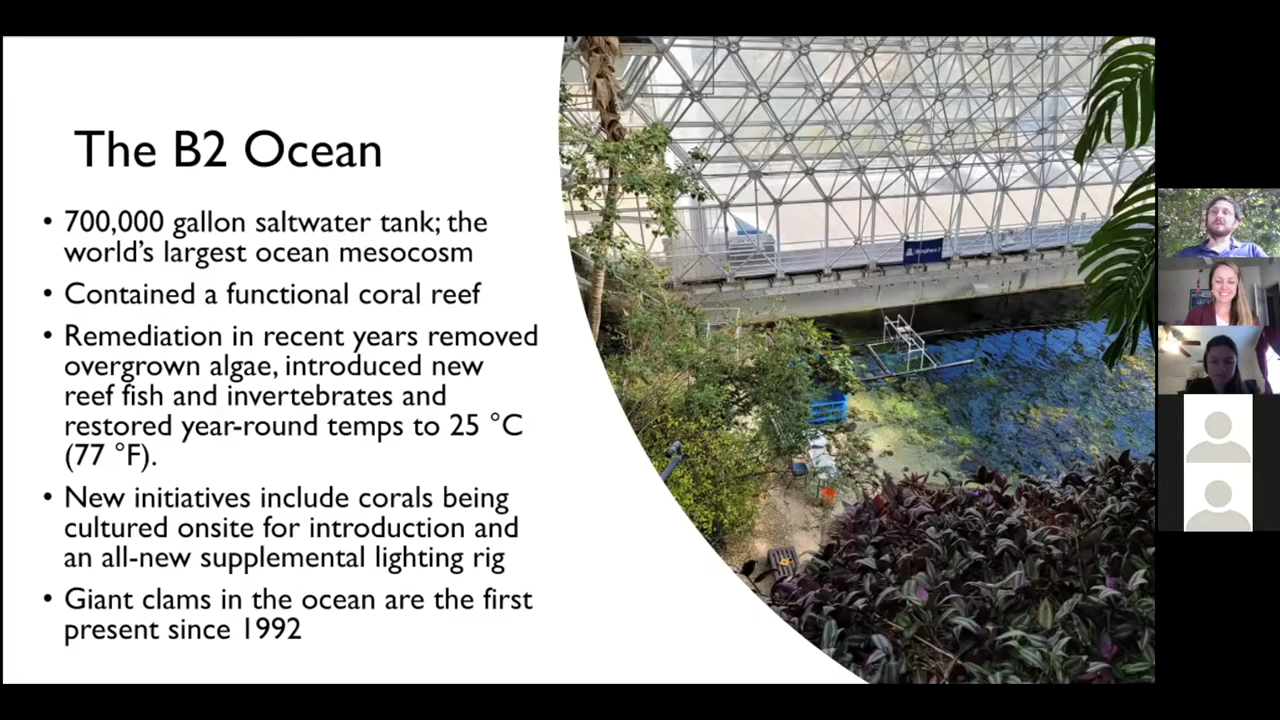 The B2 Ocean
• 700,000 gallon saltwater tank; the
world's largest ocean mesocosm
• Contained a functional coral reef
• Remediation in recent years removed
overgrown algae, introduced new
reef fish and invertebrates and
restored year-round temps to 25 °C
(77 °F).
• New initiatives include corals being
cultured onsite for introduction and
an all-new supplemental lighting rig
• Giant clams in the ocean are the first
present since 1992
Biosphere 2